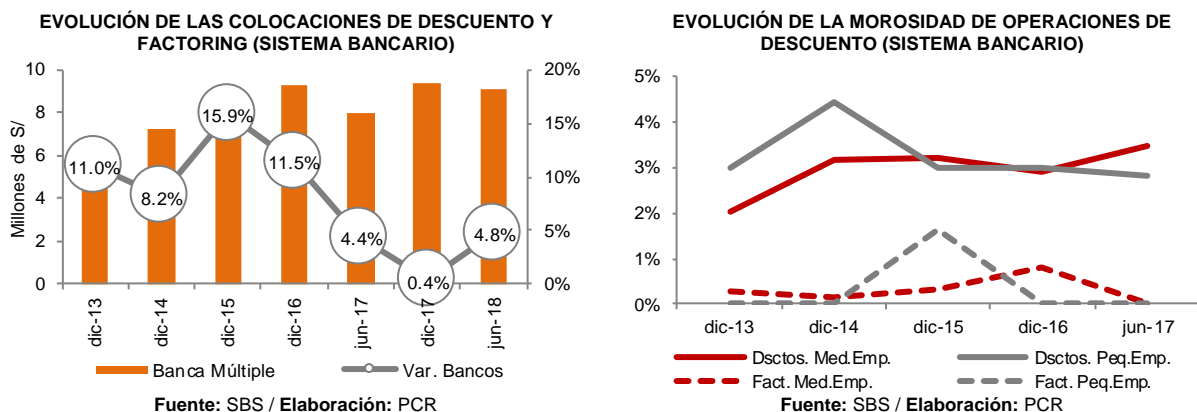 EVOLUCIÓN DE LAS COLOCACIONES DE DESCUENTO Y
FACTORING (SISTEMA BANCARIO)
Millones de S/
10
8
6
4
2
0
20%
15%
10%
5%
0%
11.0%
8.2%
15.9%
11.5%
4.4%
0.4%
4.8%
dic-13
dic-14
dic-15
dic-16
jun-17
dic-17
jun-18
Banca Múltiple
Var. Bancos
Fuente: SBS / Elaboración: PCR
EVOLUCIÓN DE LA MOROSIDAD DE OPERACIONES DE
DESCUENTO (SISTEMA BANCARIO)
5%
4%
3%
2%
1%
0%
dic-13
dic-14
dic-15
dic-16
jun-17
Dsctos. Med.Emp.
Dsctos. Peq.Emp.
Fact. Med.Emp.
Fact. Peq.Emp.
Fuente: SBS / Elaboración: PCR